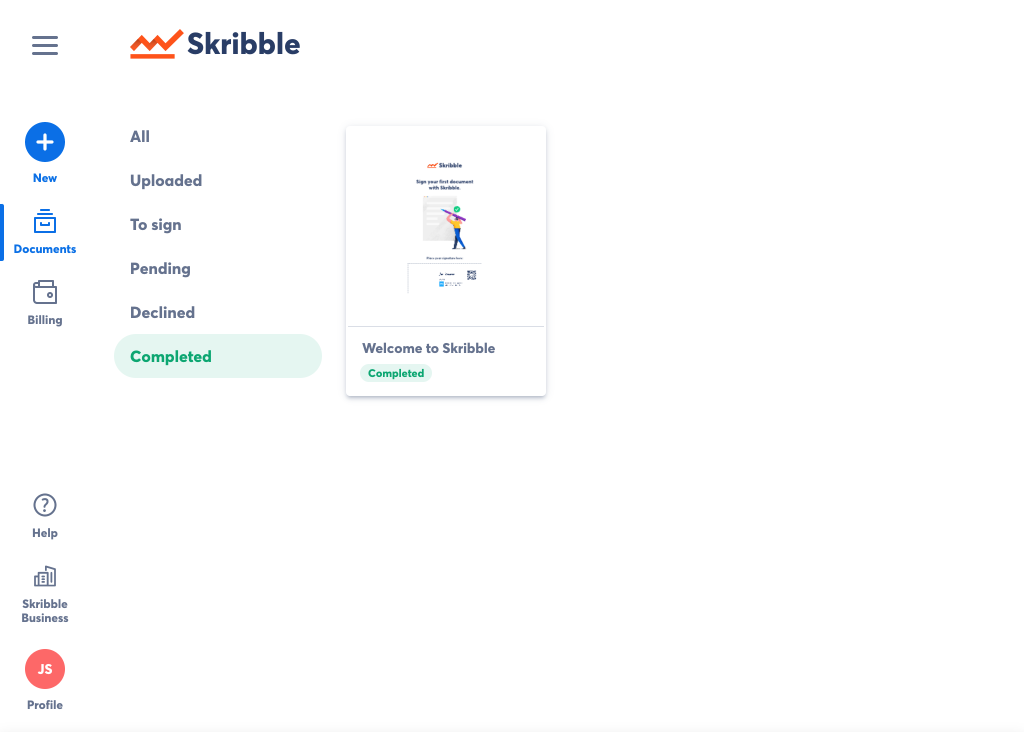 Skribble
New
Documents
Billing
Help
Skribble
Business
JS
Profile
All
Uploaded
To sign
Pending
Declined
Completed
Skribble
Sign your first document
with Skribble.
Welcome to Skribble
Completed